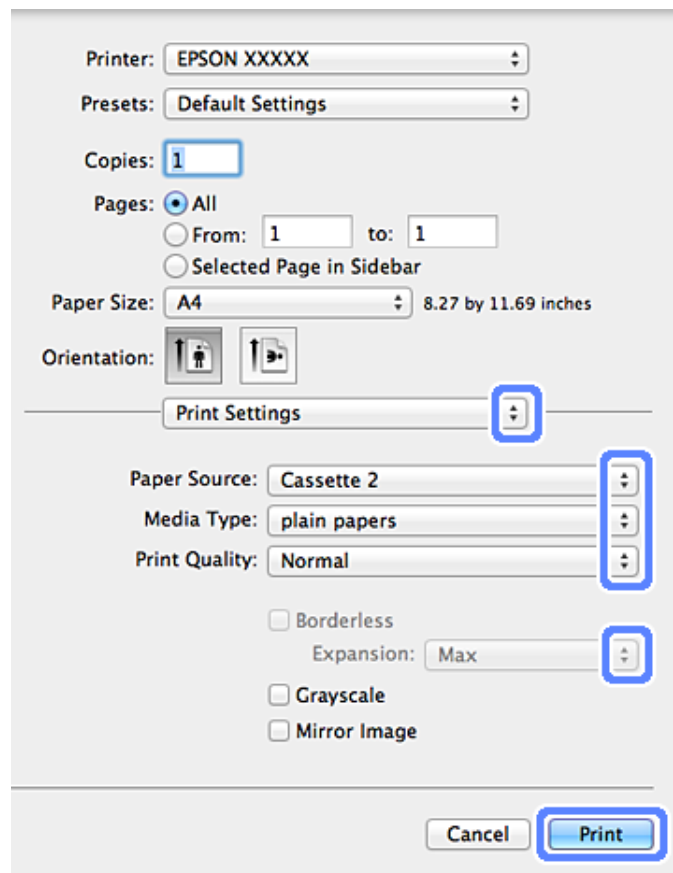 Printer: EPSON XXXXX
Presets: Default Settings
Copies: 1
Pages: All
From: 1 to: 1
Selected Page in Sidebar
Paper Size: A4 8.27 by 11.69 inches
Orientation:
Print Settings
Paper Source: Cassette 2
Media Type: plain papers
Print Quality: Normal
Borderless
Expansion: Max
Grayscale
Mirror Image
Cancel Print